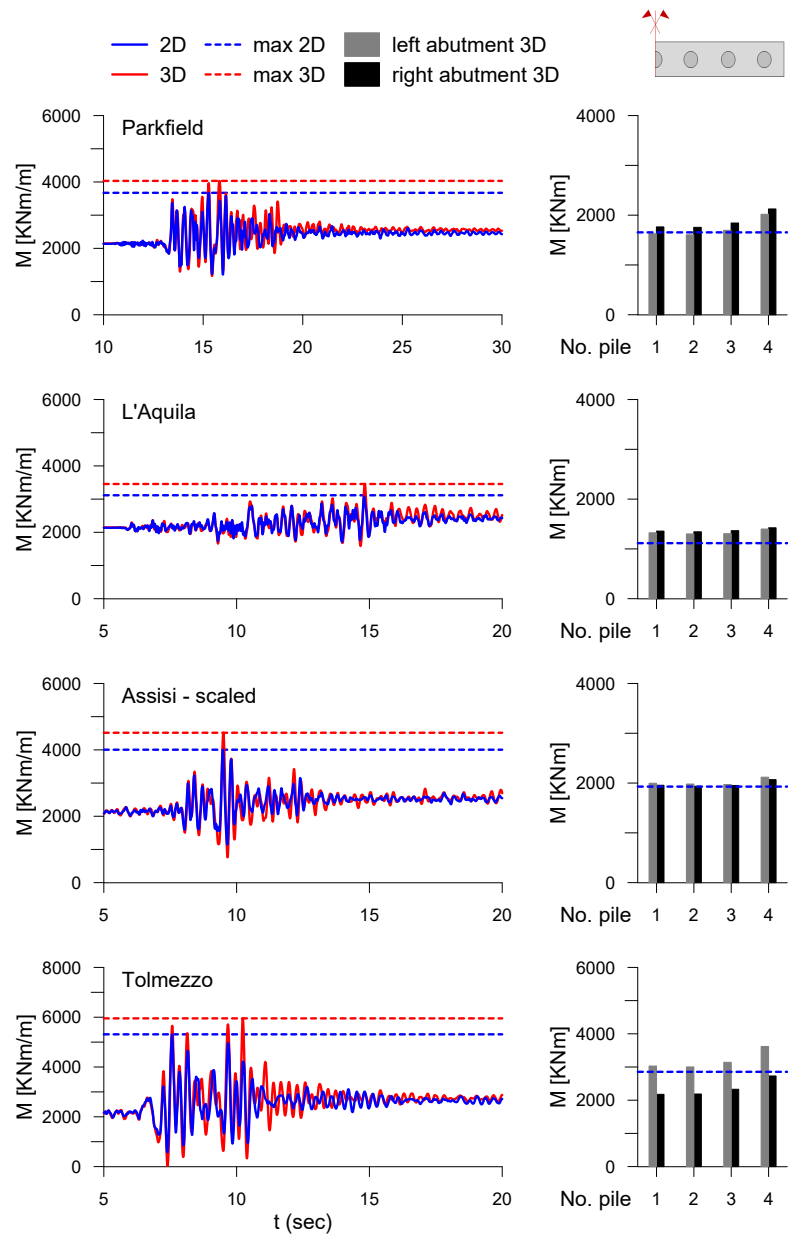 2D max 2D left abutment 3D
3D max 3D right abutment 3D
Parkfield
M [KNm/m]
6000
4000
2000
0
10 15 20 25 30
M [KNm]
4000
2000
0
No. pile 1 2 3 4
L'Aquila
M [KNm/m]
6000
4000
2000
0
5 10 15 20
M [KNm]
4000
2000
0
No. pile 1 2 3 4
Assisi - scaled
M [KNm/m]
6000
4000
2000
0
5 10 15 20
M [KNm]
4000
2000
0
No. pile 1 2 3 4
Tolmezzo
M [KNm/m]
8000
6000
4000
2000
0
5 10 15 20
t (sec)
M [KNm]
6000
4000
2000
0
No. pile 1 2 3 4